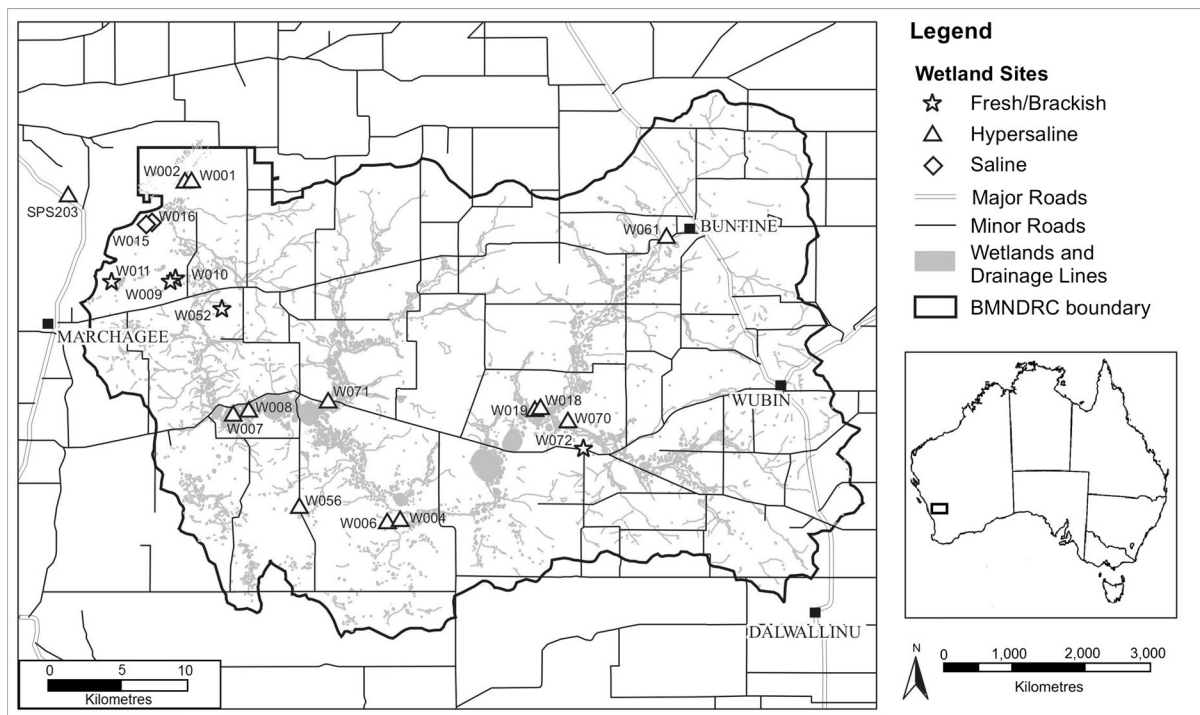 Legend
Wetland Sites
Fresh/Brackish
Hypersaline
Saline
Major Roads
Minor Roads
Wetlands and
Drainage Lines
BMNDRC boundary
W002
W001
SPS203
W016
W015
W061
BUNTINE
W011
W010
W009
W052
MARCHAGEE
W071
WUBIN
W008
W018
W019
W007
W070
W072
W056
W006
W004
DALWALLINU
0 5 10
Kilometres
N
0 1,000 2,000 3,000
Kilometres